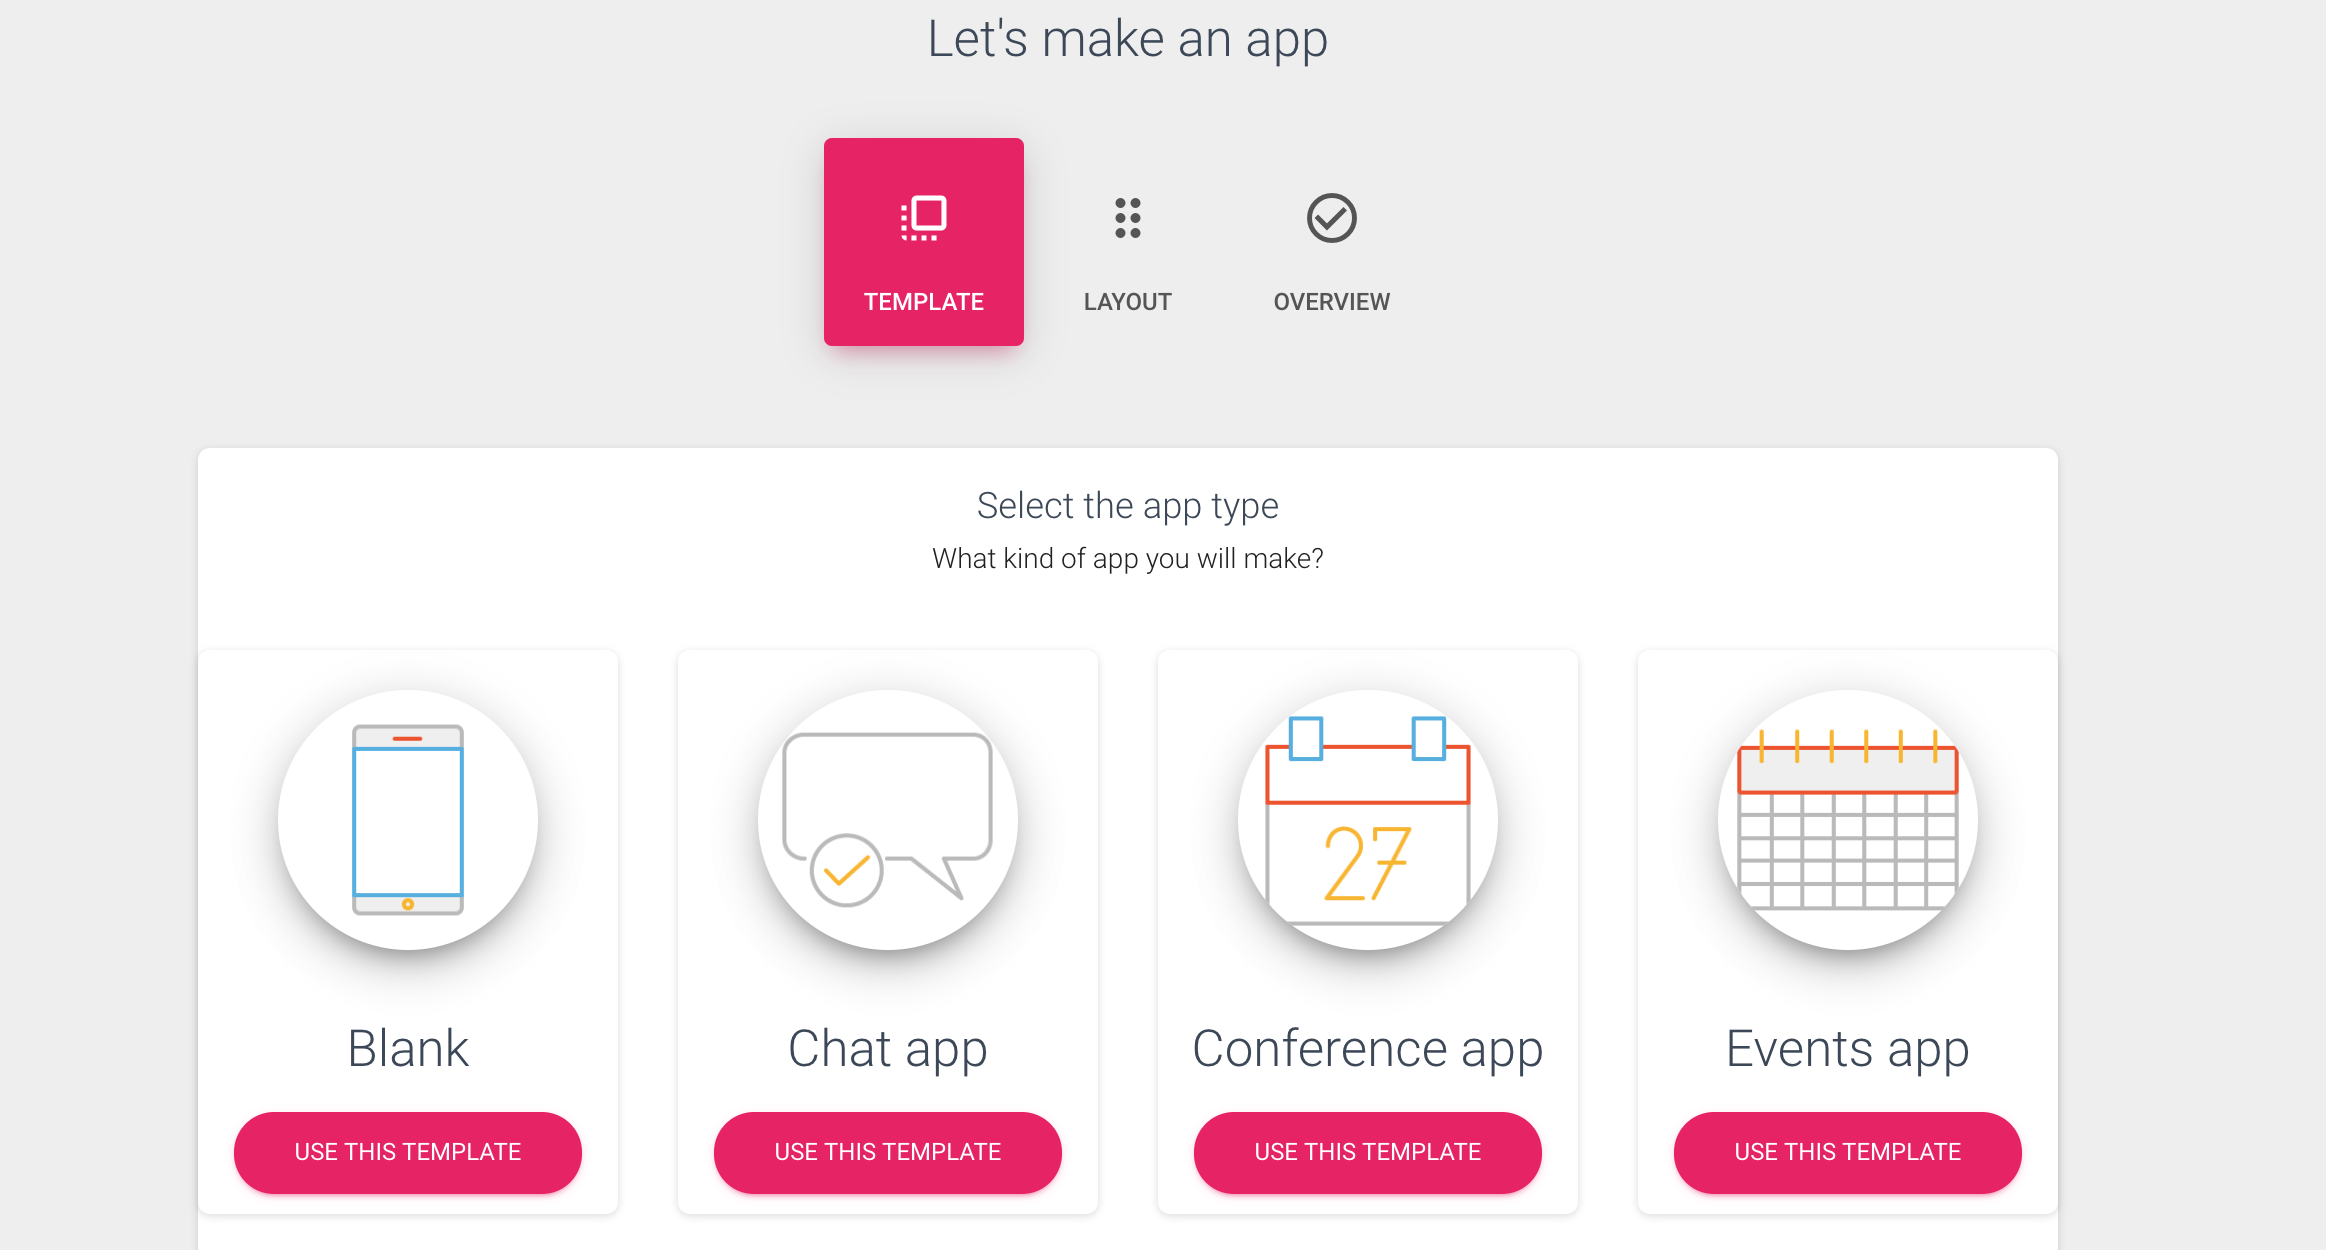 Let's make an app
TEMPLATE
LAYOUT
OVERVIEW
Select the app type
What kind of app you will make?
27
Blank
Chat app
Conference app
Events app
USE THIS TEMPLATE
USE THIS TEMPLATE
USE THIS TEMPLATE
USE THIS TEMPLATE